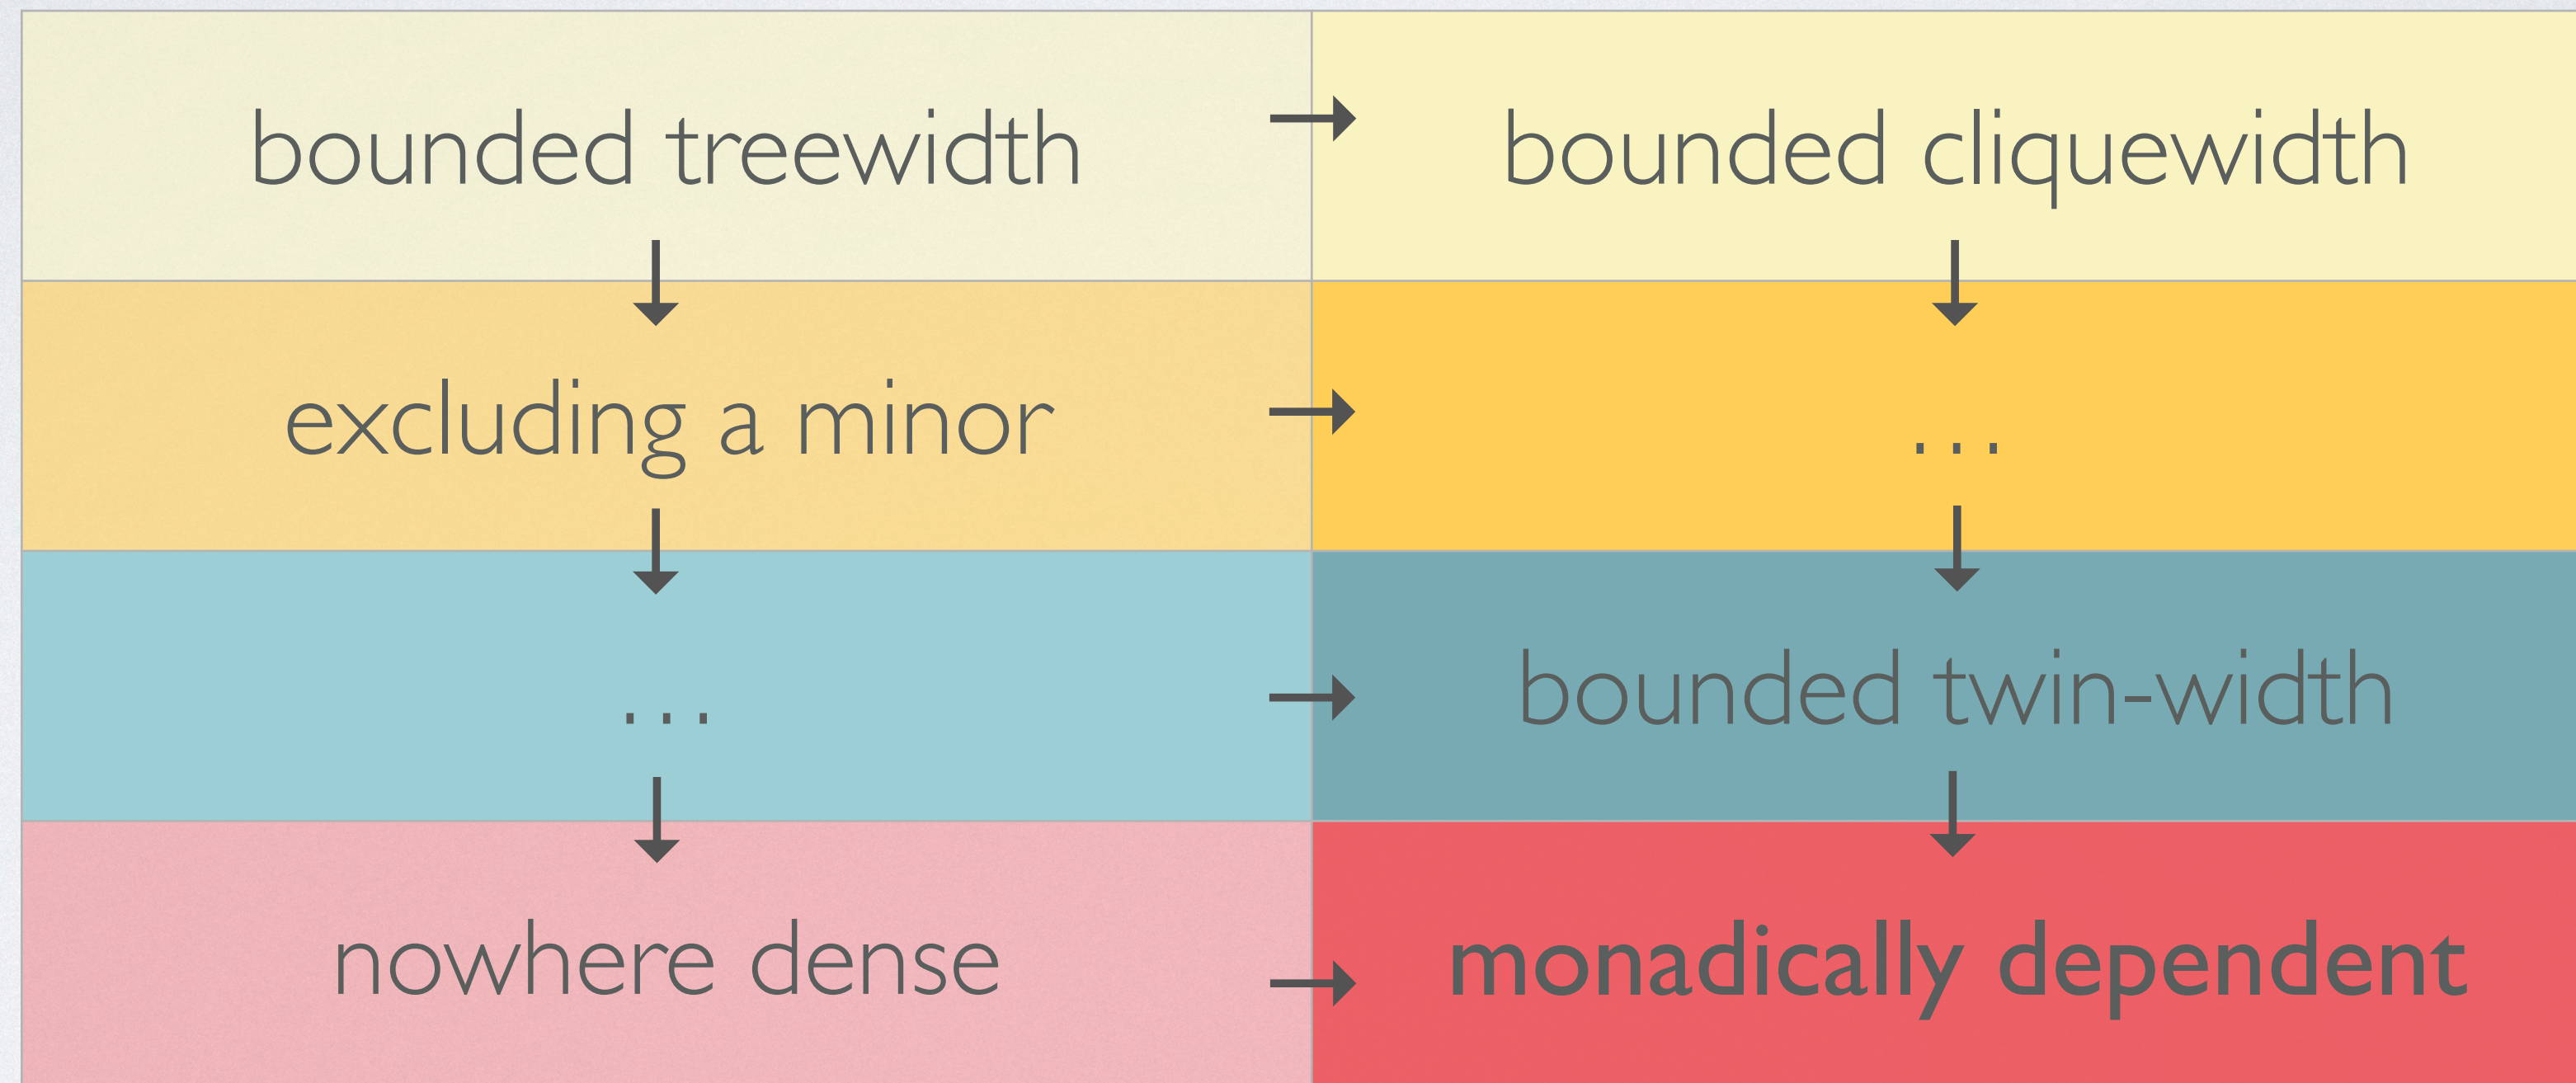 bounded treewidth
bounded cliquewidth
excluding a minor
...
...
bounded twin-width
nowhere dense
monadically dependent